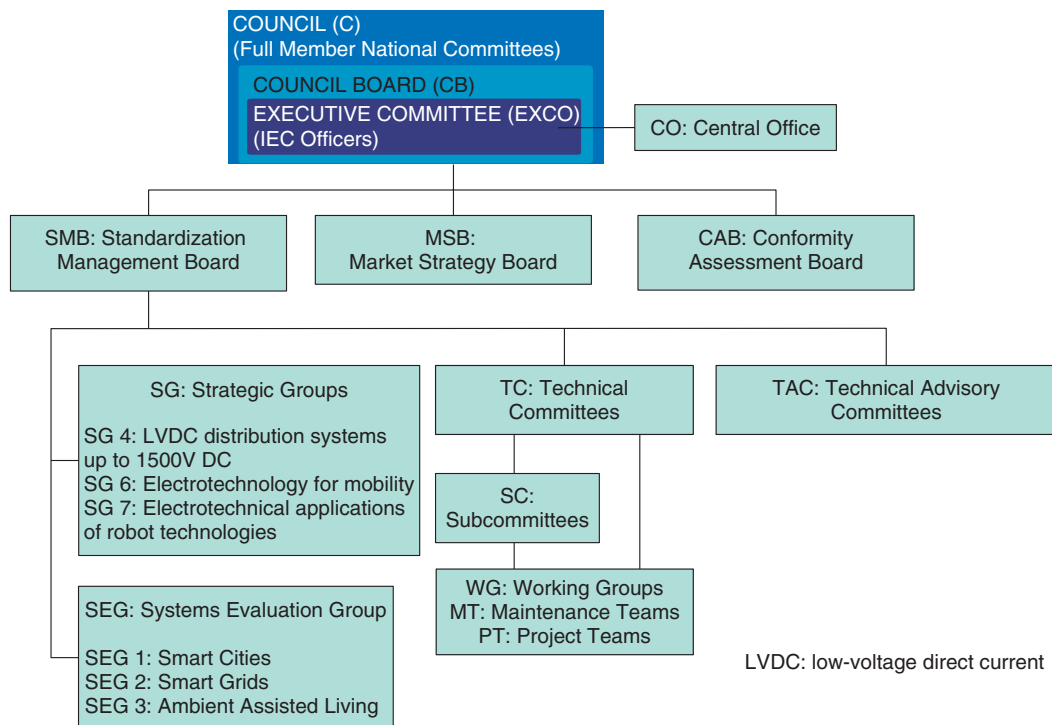 COUNCIL (C)
(Full Member National Committees)
COUNCIL BOARD (CB)
EXECUTIVE COMMITTEE (EXCO)
(IEC Officers)
CO: Central Office
SMB: Standardization
Management Board
MSB:
Market Strategy Board
CAB: Conformity
Assessment Board
SG: Strategic Groups
SG 4: LVDC distribution systems
up to 1500V DC
SG 6: Electrotechnology for mobility
SG 7: Electrotechnical applications
of robot technologies
TC: Technical
Committees
TAC: Technical Advisory
Committees
SC:
Subcommittees
WG: Working Groups
MT: Maintenance Teams
PT: Project Teams
SEG: Systems Evaluation Group
SEG 1: Smart Cities
SEG 2: Smart Grids
SEG 3: Ambient Assisted Living
LVDC: low-voltage direct current